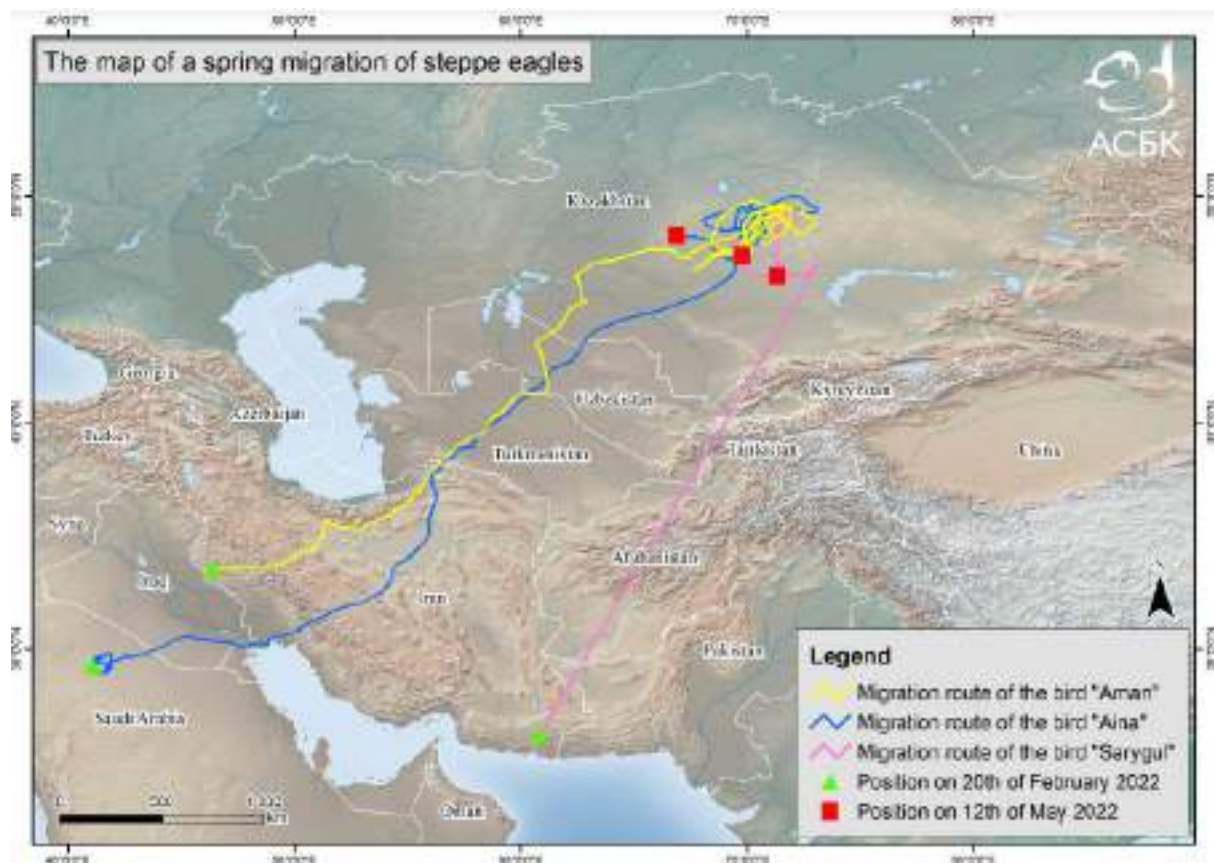 The map of a spring migration of steppe eagles
АСБК
Kazakhstan
Georgia
Azerbaijan
Turkey
Uzbekistan
Kyrgyzstan
Turkmenistan
Tajikistan
China
Iraq
Iran
Afghanistan
Pakistan
Saudi Arabia
Oman
0 500
km
Legend
Migration route of the bird "Aman"
Migration route of the bird "Aina"
Migration route of the bird "Sarygul"
Position on 20th of February 2022
Position on 12th of May 2022